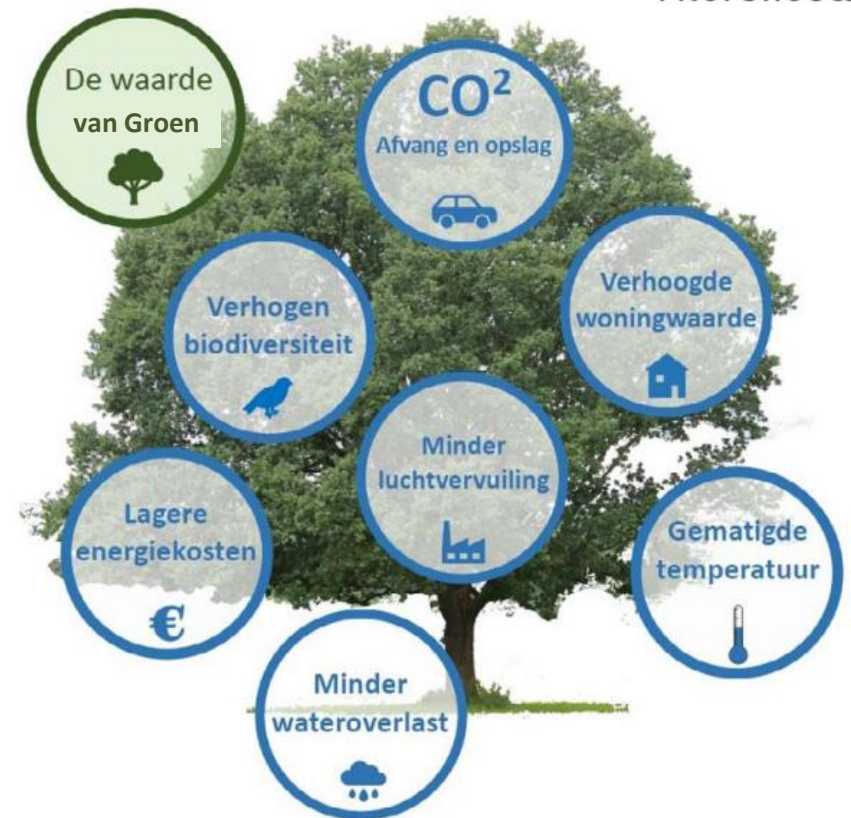 De waarde
van Groen
CO²
Afvang en opslag
Verhogen
biodiversiteit
Verhoogde
woningwaarde
Minder
luchtvervuiling
Lagere
energiekosten
€
Gematigde
temperatuur
Minder
wateroverlast